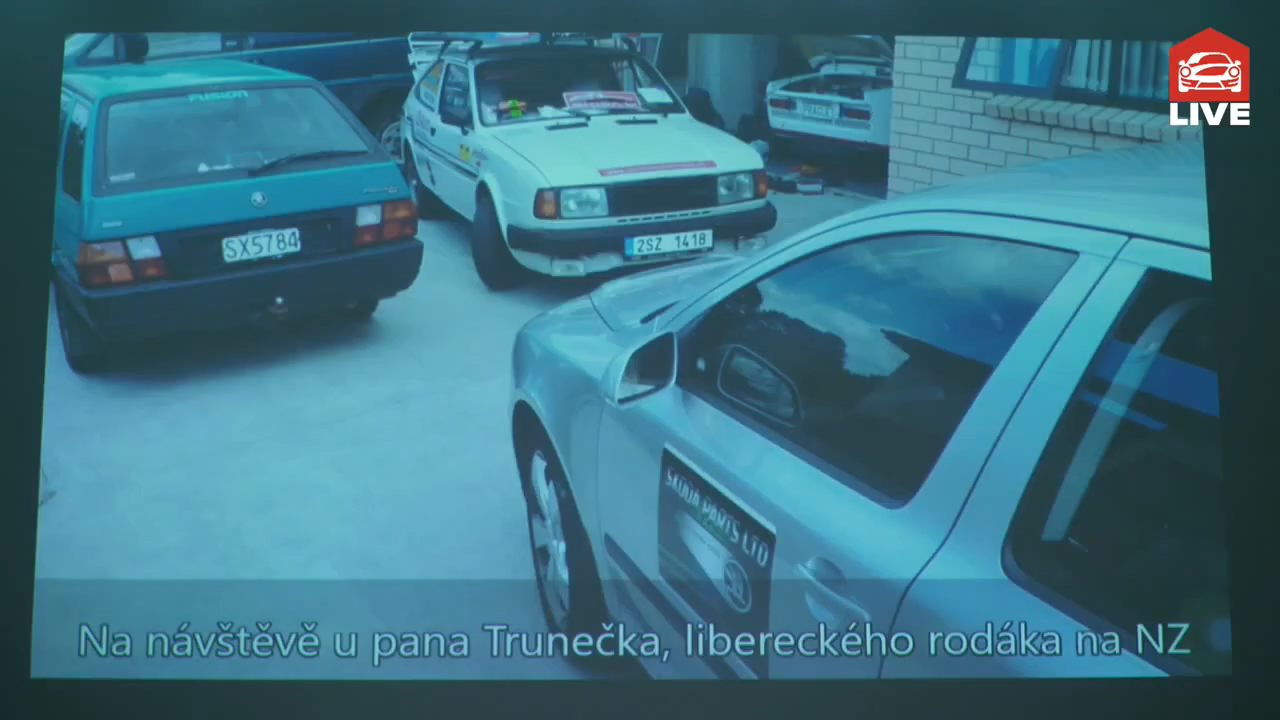 LIVE
FUSION
SX5784
2SZ 1418
ŠKODA PARTS LTD
Na návštěvě u pana Trunečka, libereckého rodáka na NZ